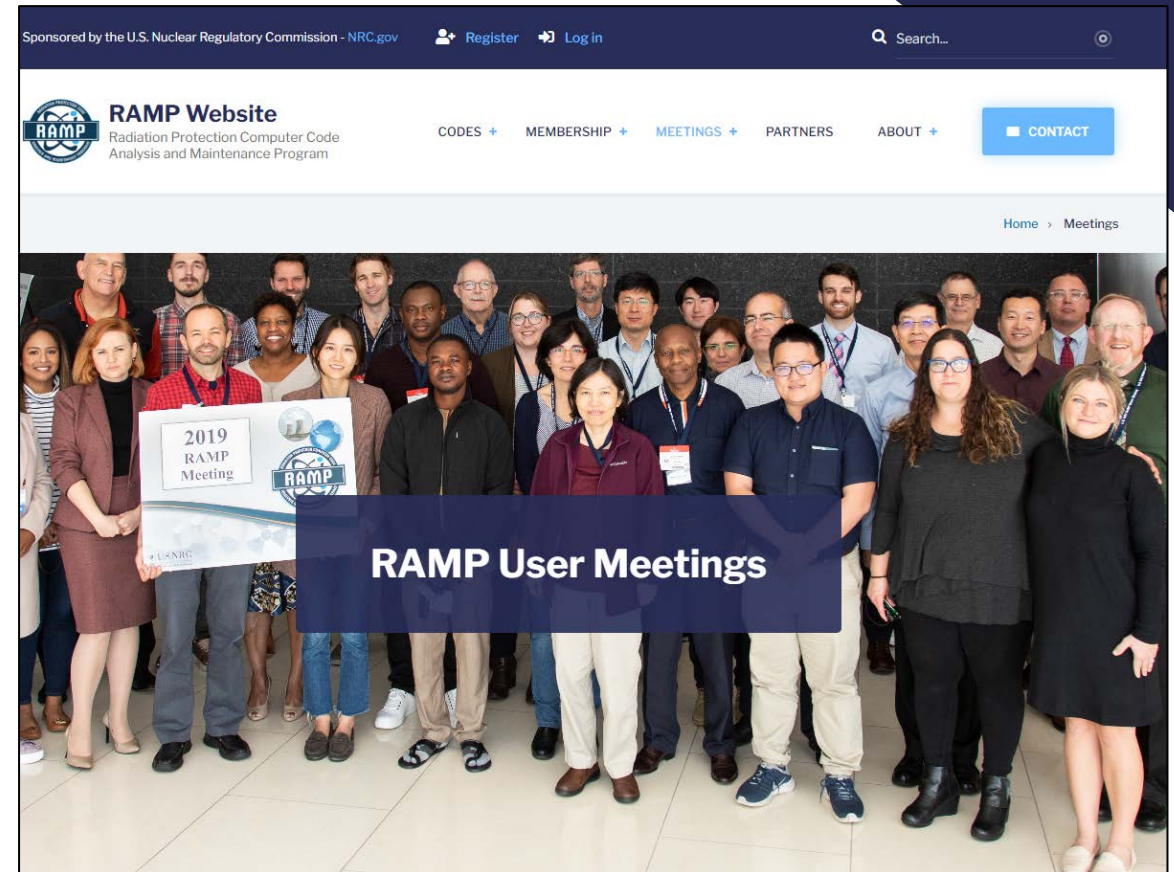 Sponsored by the U.S. Nuclear Regulatory Commission - NRC.gov Register Log in Search...
RAMP
RAMP Website
Radiation Protection Computer Code
Analysis and Maintenance Program
CODES + MEMBERSHIP + MEETINGS + PARTNERS ABOUT + CONTACT
Home › Meetings
2019
RAMP
Meeting
RAMP
U.S.NRC
RAMP User Meetings